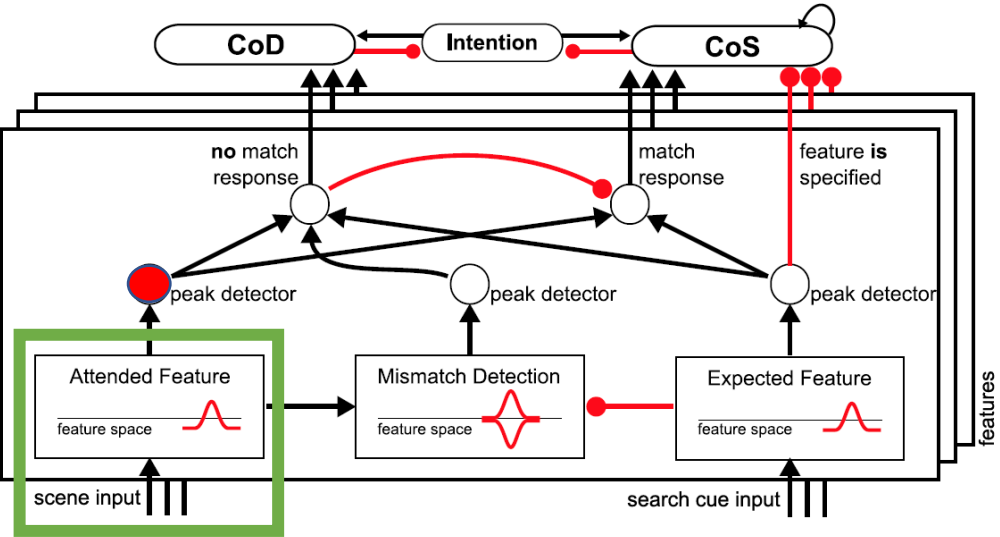 CoD
Intention
CoS
no match
response
match
response
feature is
specified
peak detector
peak detector
peak detector
Attended Feature
feature space
Mismatch Detection
feature space
Expected Feature
feature space
features
scene input
search cue input